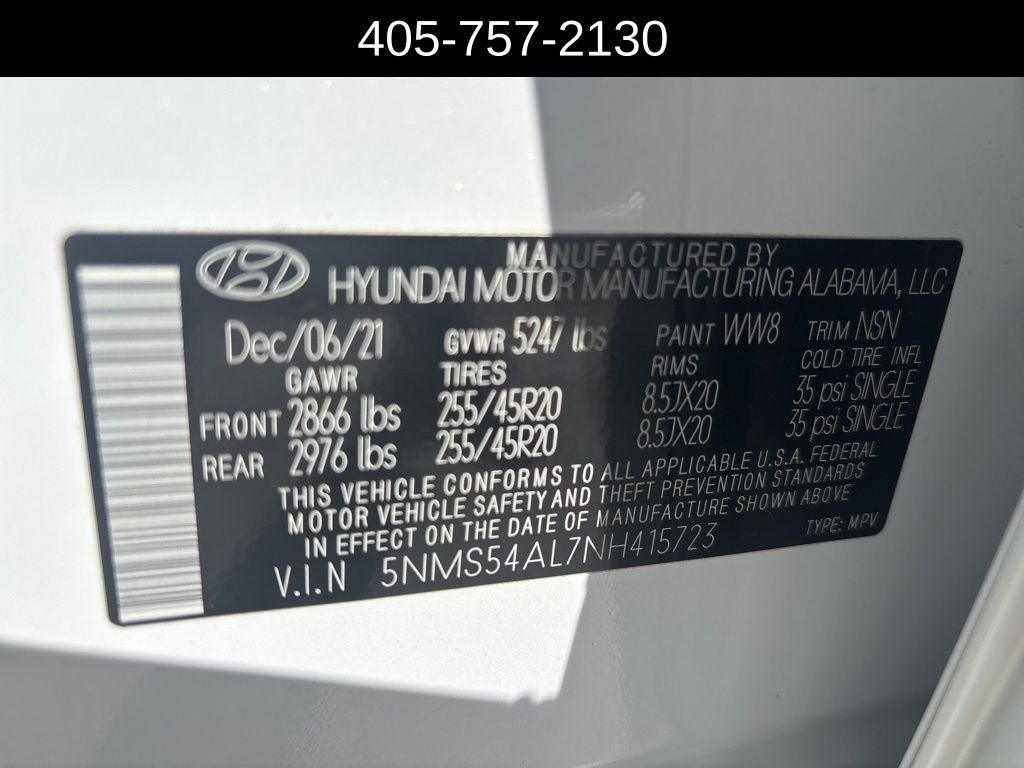 405-757-2130
MANUFACTURED BY
HYUNDAI MOTOR MANUFACTURING ALABAMA, LLC
Dec/06/21 GVWR 5247 lbs PAINT WW8 TRIM NSN
GAWR TIRES RIMS COLD TIRE INFL
FRONT 2866 lbs 255/45R20 8.5JX20 35 psi SINGLE
REAR 2976 lbs 255/45R20 8.5JX20 35 psi SINGLE
THIS VEHICLE CONFORMS TO ALL APPLICABLE U.S.A. FEDERAL
MOTOR VEHICLE SAFETY AND THEFT PREVENTION STANDARDS
IN EFFECT ON THE DATE OF MANUFACTURE SHOWN ABOVE
V.I.N 5NMS54AL7NH415723 TYPE: MPV